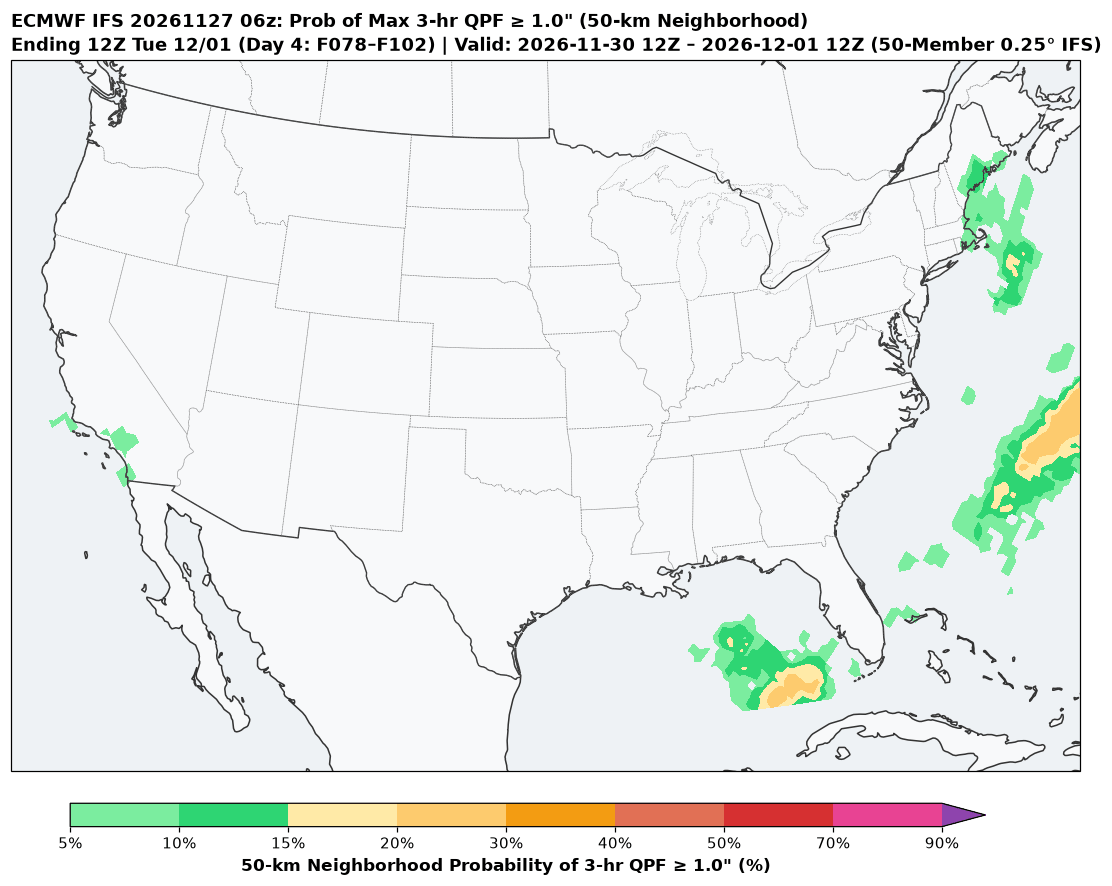 ECMWF IFS 20261127 06z: Prob of Max 3-hr QPF ≥ 1.0" (50-km Neighborhood)
Ending 12Z Tue 12/01 (Day 4: F078–F102) | Valid: 2026-11-30 12Z – 2026-12-01 12Z (50-Member 0.25° IFS)
5% 10% 15% 20% 30% 40% 50% 70% 90%
50-km Neighborhood Probability of 3-hr QPF ≥ 1.0" (%)